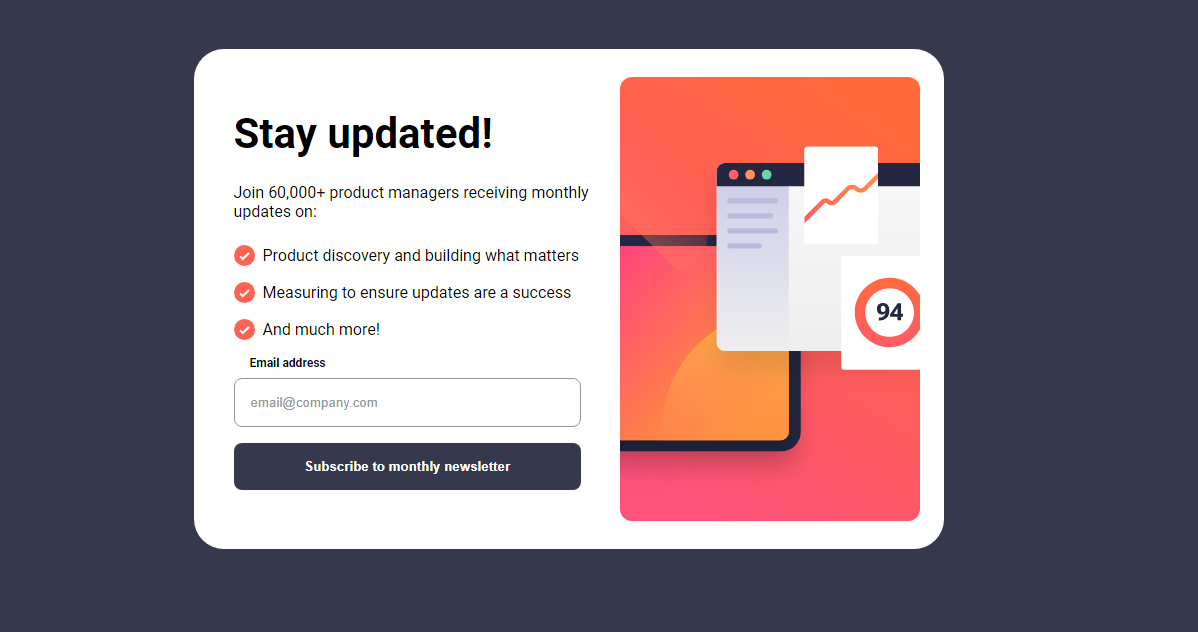 Stay updated!
Join 60,000+ product managers receiving monthly
updates on:
Product discovery and building what matters
Measuring to ensure updates are a success
And much more!
Email address
email@company.com
Subscribe to monthly newsletter
94